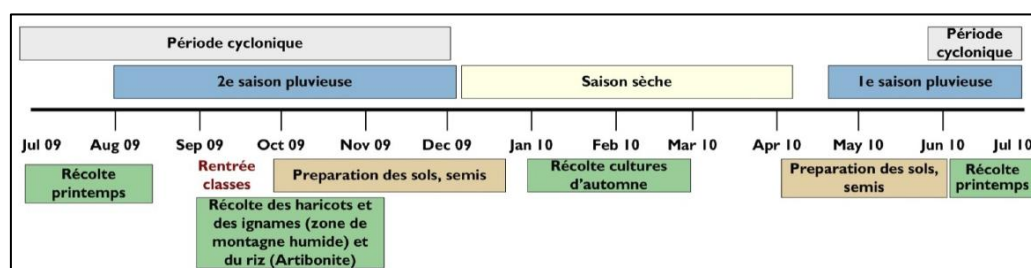 Période cyclonique
Période
cyclonique
2e saison pluvieuse
Saison sèche
1e saison pluvieuse
Jul 09
Aug 09
Sep 09
Oct 09
Nov 09
Dec 09
Jan 10
Feb 10
Mar 10
Apr 10
May 10
Jun 10
Jul 10
Récolte
printemps
Rentrée
classes
Preparation des sols, semis
Récolte cultures
d'automne
Preparation des sols,
semis
Récolte
printemps
Récolte des haricots et
des ignames (zone de
montagne humide) et
du riz (Artibonite)